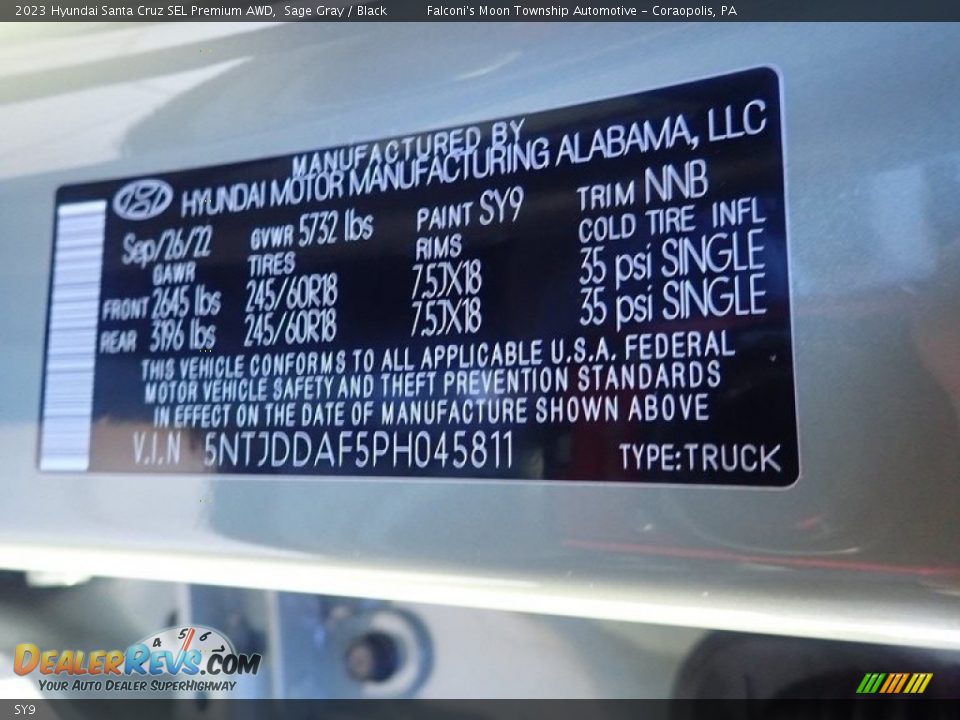 2023 Hyundai Santa Cruz SEL Premium AWD, Sage Gray / Black Falconi's Moon Township Automotive - Coraopolis, PA
MANUFACTURED BY
HYUNDAI MOTOR MANUFACTURING ALABAMA, LLC
Sep/26/22 GVWR 5732 lbs PAINT SY9 TRIM NNB
GAWR TIRES RIMS COLD TIRE INFL
FRONT 2645 lbs 245/60R18 7.5JX18 35 psi SINGLE
REAR 3196 lbs 245/60R18 7.5JX18 35 psi SINGLE
THIS VEHICLE CONFORMS TO ALL APPLICABLE U.S.A. FEDERAL
MOTOR VEHICLE SAFETY AND THEFT PREVENTION STANDARDS
IN EFFECT ON THE DATE OF MANUFACTURE SHOWN ABOVE
V.I.N 5NTJDDAF5PH045811 TYPE:TRUCK
4 5 6
DEALERREVS.COM
YOUR AUTO DEALER SUPERHIGHWAY
SY9